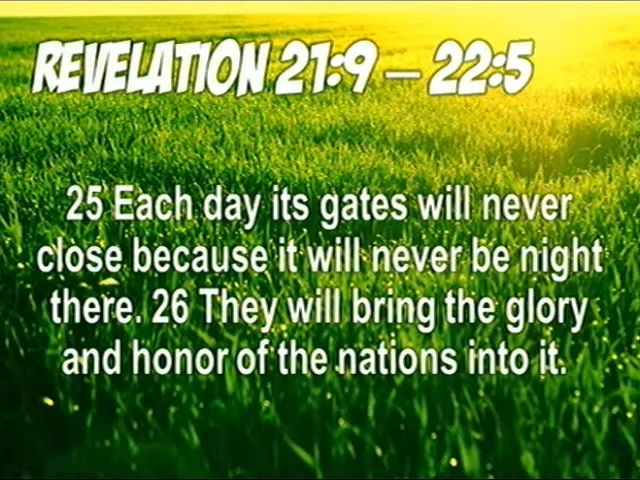 REVELATION 21:9 – 22:5
25 Each day its gates will never
close because it will never be night
there. 26 They will bring the glory
and honor of the nations into it.